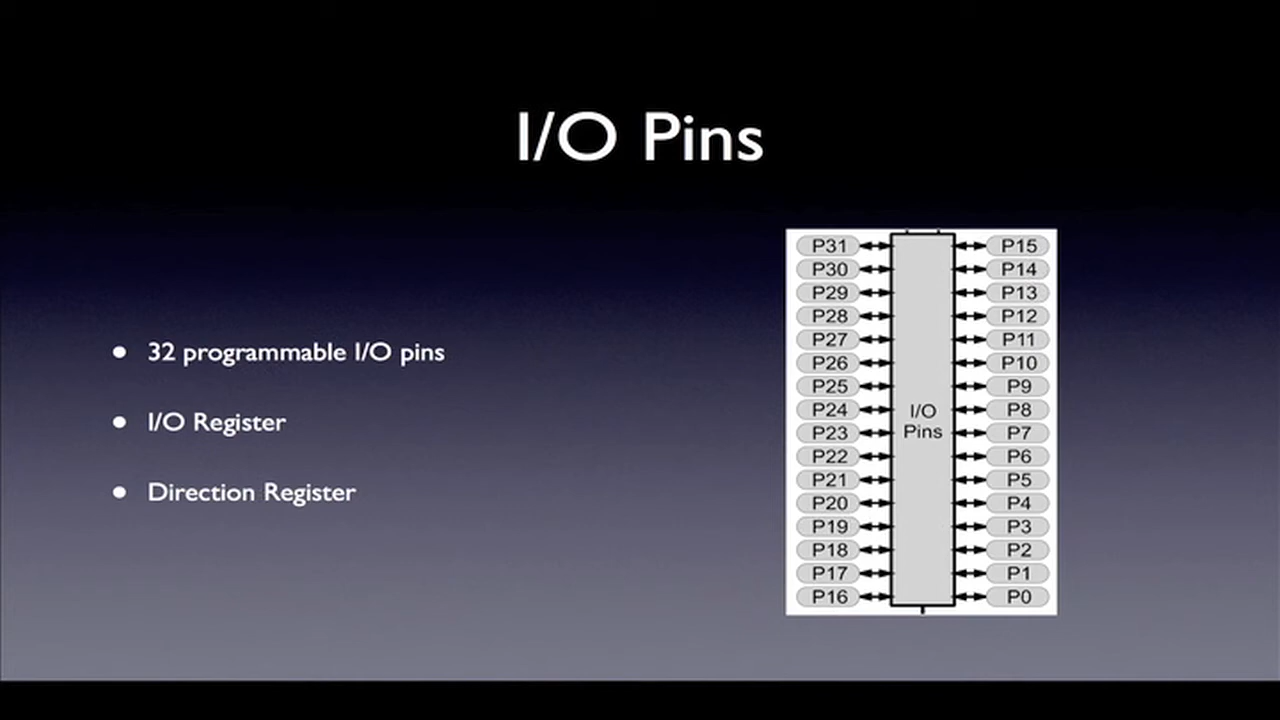 I/O Pins
• 32 programmable I/O pins
• I/O Register
• Direction Register
P31 P15
P30 P14
P29 P13
P28 P12
P27 P11
P26 P10
P25 P9
P24 P8
I/O
Pins
P23 P7
P22 P6
P21 P5
P20 P4
P19 P3
P18 P2
P17 P1
P16 P0